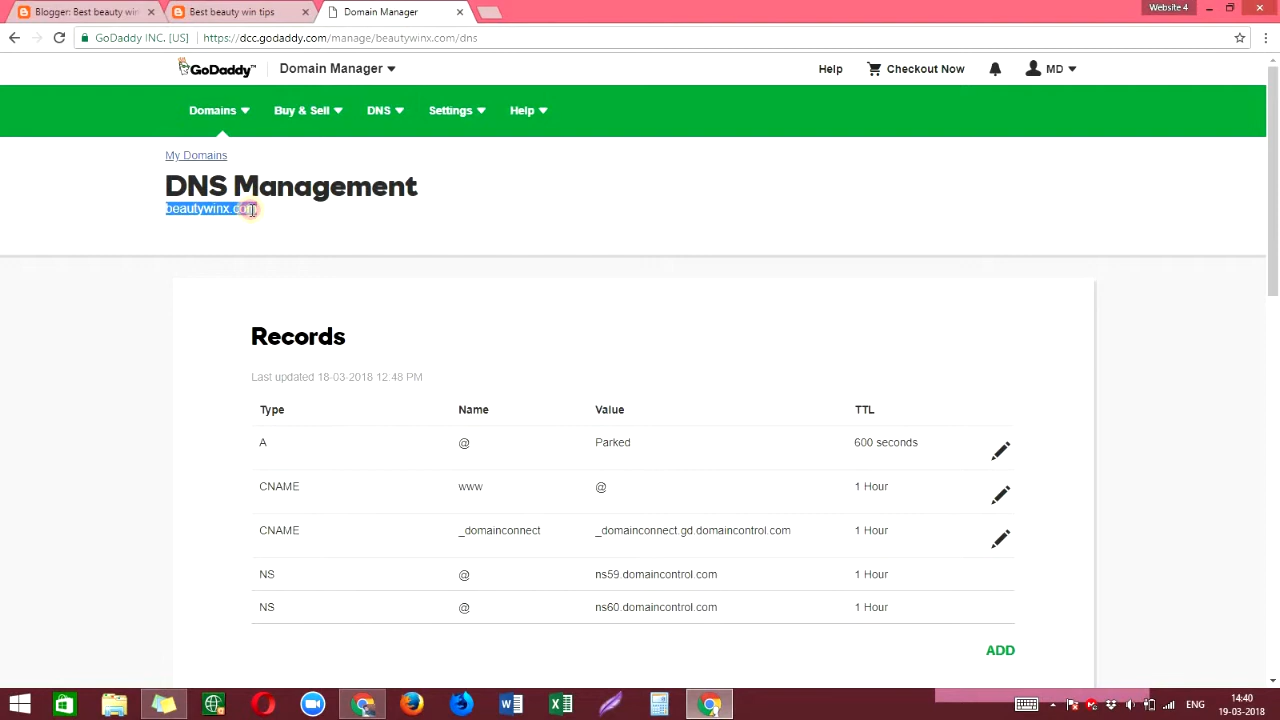 Blogger: Best beauty win
Best beauty win tips
Domain Manager
Website 4
GoDaddy INC. [US] https://dcc.godaddy.com/manage/beautywinx.com/dns
GoDaddy™ Domain Manager Help Checkout Now MD
Domains Buy & Sell DNS Settings Help
My Domains
DNS Management
beautywinx.com
Records
Last updated 18-03-2018 12:48 PM
Type Name Value TTL
A @ Parked 600 seconds
CNAME www @ 1 Hour
CNAME _domainconnect _domainconnect.gd.domaincontrol.com 1 Hour
NS @ ns59.domaincontrol.com 1 Hour
NS @ ns60.domaincontrol.com 1 Hour
ADD
ENG
14:40
19-03-2018